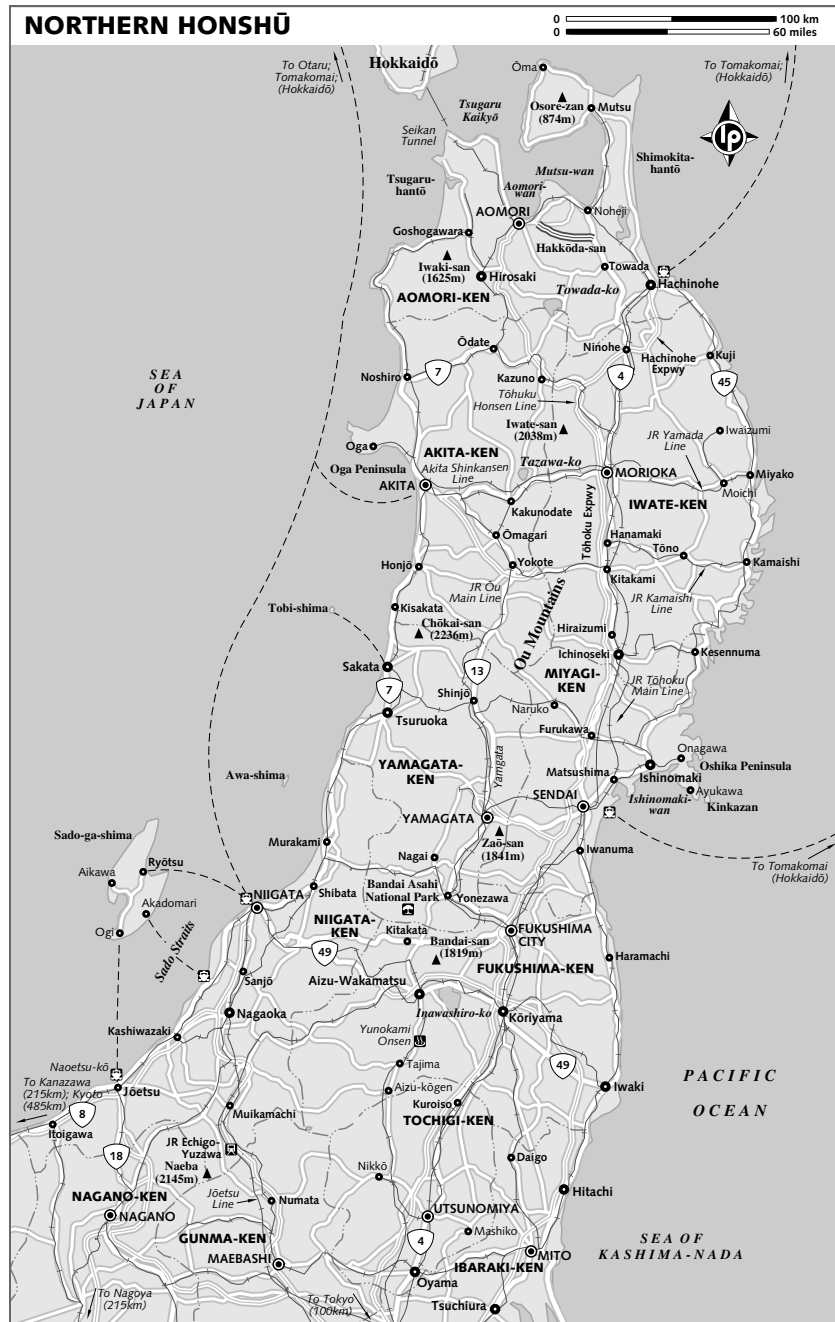 NORTHERN HONSHŪ
0 100 km
0 60 miles
To Otaru;
Tomakomai;
(Hokkaidō)
Hokkaidō
Ōma
To Tomakomai;
(Hokkaidō)
Tsugaru
Kaikyō
Osore-zan
(874m)
Mutsu
lp
Seikan
Tunnel
Mutsu-wan
Shimokita-
hantō
Tsugaru-
hantō
Aomori-
wan
AOMORI
Noheji
Goshogawara
Hakkōda-san
Iwaki-san
(1625m)
Hirosaki
Towada
AOMORI-KEN
Towada-ko
Hachinohe
Ōdate
Ninohe
Hachinohe
Expwy
Kuji
SEA
OF
JAPAN
Noshiro
7
Kazuno
4
45
Tōhuku
Honsen Line
Iwate-san
(2038m)
JR Yamada
Line
Iwaizumi
Oga
AKITA-KEN
Tazawa-ko
Oga Peninsula
Akita Shinkansen
Line
AKITA
MORIOKA
Miyako
Moichi
Kakunodate
IWATE-KEN
Tōhoku Expwy
Ōmagari
Hanamaki
Tōno
Honjō
Yokote
Kitakami
Kamaishi
JR Ōu
Main Line
JR Kamaishi
Line
Tobi-shima
Kisakata
Chōkai-san
(2236m)
Ou Mountains
Hiraizumi
Ichinoseki
Kesennuma
Sakata
13
MIYAGI-
KEN
JR Tōhoku
Main Line
7
Shinjō
Naruko
Tsuruoka
Furukawa
Onagawa
YAMAGATA-
KEN
Yamgata
Matsushima
Ishinomaki
Oshika Peninsula
Awa-shima
SENDAI
Ayukawa
Ishinomaki-
wan
Kinkazan
YAMAGATA
Zaō-san
(1841m)
Sado-ga-shima
Murakami
Iwanuma
Ryōtsu
Nagai
To Tomakomai
(Hokkaidō)
Aikawa
Shibata
Bandai Asahi
National Park
Yonezawa
NIIGATA
Akadomari
NIIGATA-
KEN
Kitakata
FUKUSHIMA
CITY
Ogi
Sado Straits
49
Bandai-san
(1819m)
Haramachi
FUKUSHIMA-KEN
Sanjō
Aizu-Wakamatsu
Nagaoka
Inawashiro-ko
Kōriyama
Kashiwazaki
Yunokami
Onsen
Naoetsu-kō
Tajima
49
To Kanazawa
(215km); Kyoto
(485km)
Jōetsu
Aizu-kōgen
Iwaki
PACIFIC
OCEAN
8
Muikamachi
Kuroiso
TOCHIGI-KEN
Itoigawa
18
JR Echigo-
Yuzawa
Naeba
(2145m)
Nikkō
Daigo
NAGANO-KEN
Jōetsu
Line
Numata
Hitachi
NAGANO
UTSUNOMIYA
GUNMA-KEN
4
Mashiko
SEA OF
KASHIMA-NADA
MAEBASHI
MITO
IBARAKI-KEN
Oyama
To Nagoya
(215km)
To Tokyo
(100km)
Tsuchiura